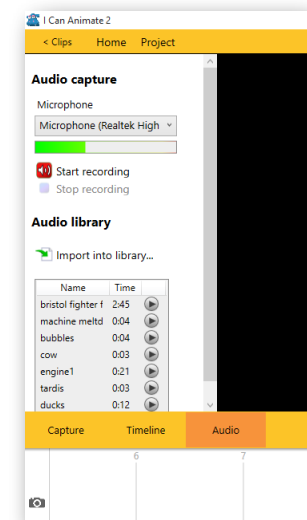 I Can Animate 2
< Clips Home Project
Audio capture
Microphone
Microphone (Realtek High
Start recording
Stop recording
Audio library
Import into library...
Name Time
bristol fighter f 2:45
machine meltd 0:04
bubbles 0:04
cow 0:03
engine1 0:21
tardis 0:03
ducks 0:12
Capture Timeline Audio
6 7